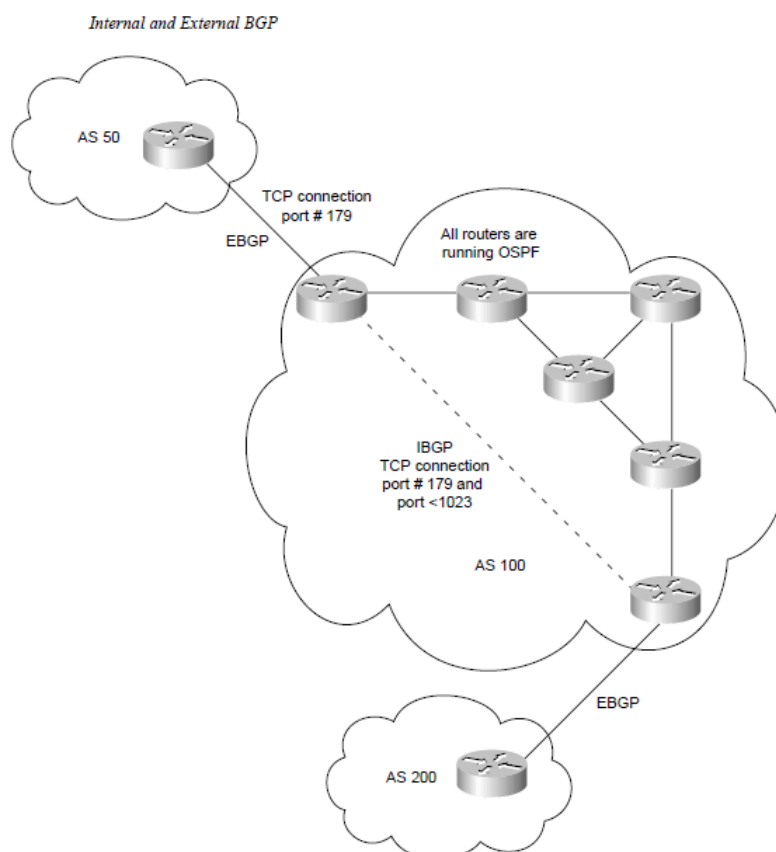 Internal and External BGP
AS 50
TCP connection
port # 179
EBGP
All routers are
running OSPF
IBGP
TCP connection
port # 179 and
port <1023
AS 100
EBGP
AS 200